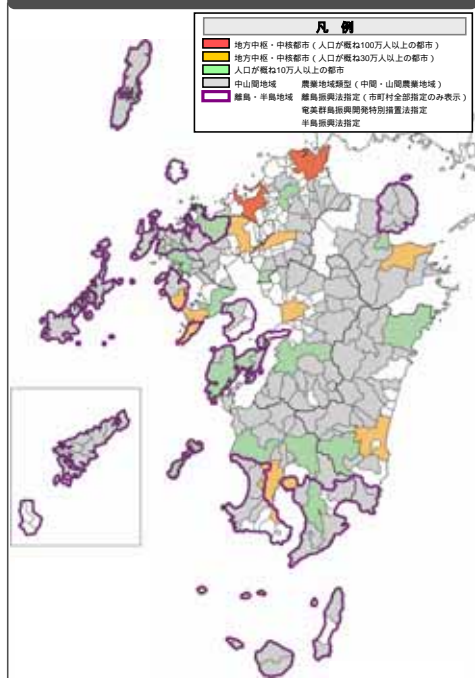 凡 例
地方中枢・中核都市（人口が概ね100万人以上の都市）
地方中枢・中核都市（人口が概ね30万人以上の都市）
人口が概ね10万人以上の都市
中山間地域 農業地域類型（中間・山間農業地域）
離島・半島地域 離島振興法指定（市町村全部指定のみ表示）
奄美群島振興開発特別措置法指定
半島振興法指定